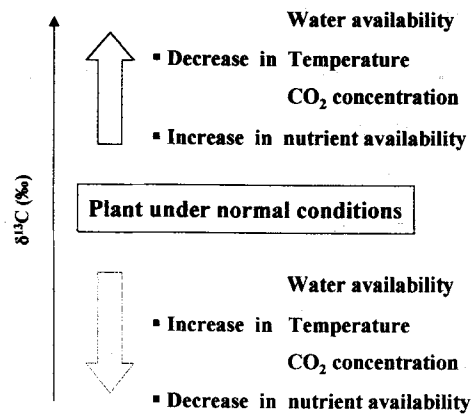 Water availability
▪ Decrease in Temperature
CO₂ concentration
▪ Increase in nutrient availability
δ¹³C (‰)
Plant under normal conditions
Water availability
▪ Increase in Temperature
CO₂ concentration
▪ Decrease in nutrient availability